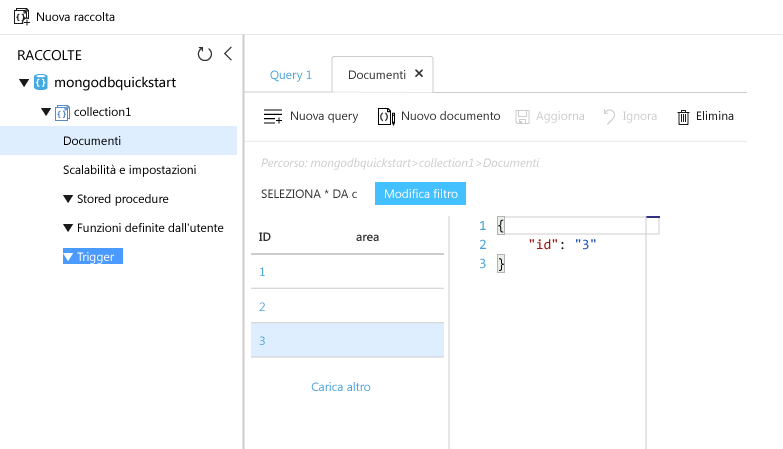 Nuova raccolta
RACCOLTE
mongodbquickstart
collection1
Documenti
Scalabilità e impostazioni
Stored procedure
Funzioni definite dall'utente
Trigger
Query 1
Documenti
Nuova query
Nuovo documento
Aggiorna
Ignora
Elimina
Percorso: mongodbquickstart>collection1>Documenti
SELEZIONA * DA c
Modifica filtro
ID area
1
2
3
Carica altro
1 {
2 "id": "3"
3 }